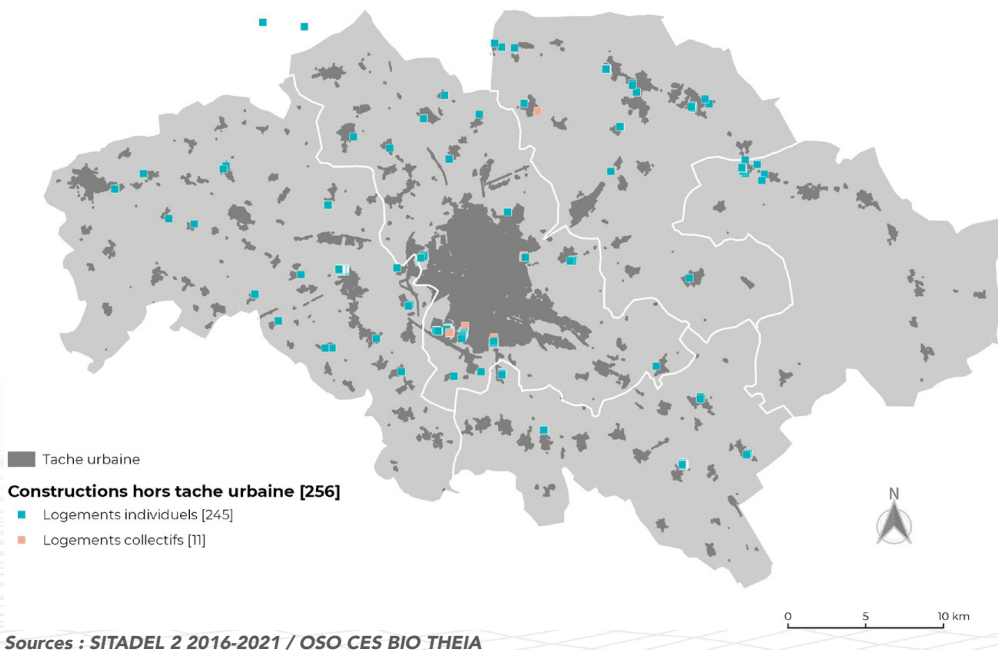 Tache urbaine
Constructions hors tache urbaine [256]
Logements individuels [245]
Logements collectifs [11]
N
0 5 10 km
Sources : SITADEL 2 2016-2021 / OSO CES BIO THEIA